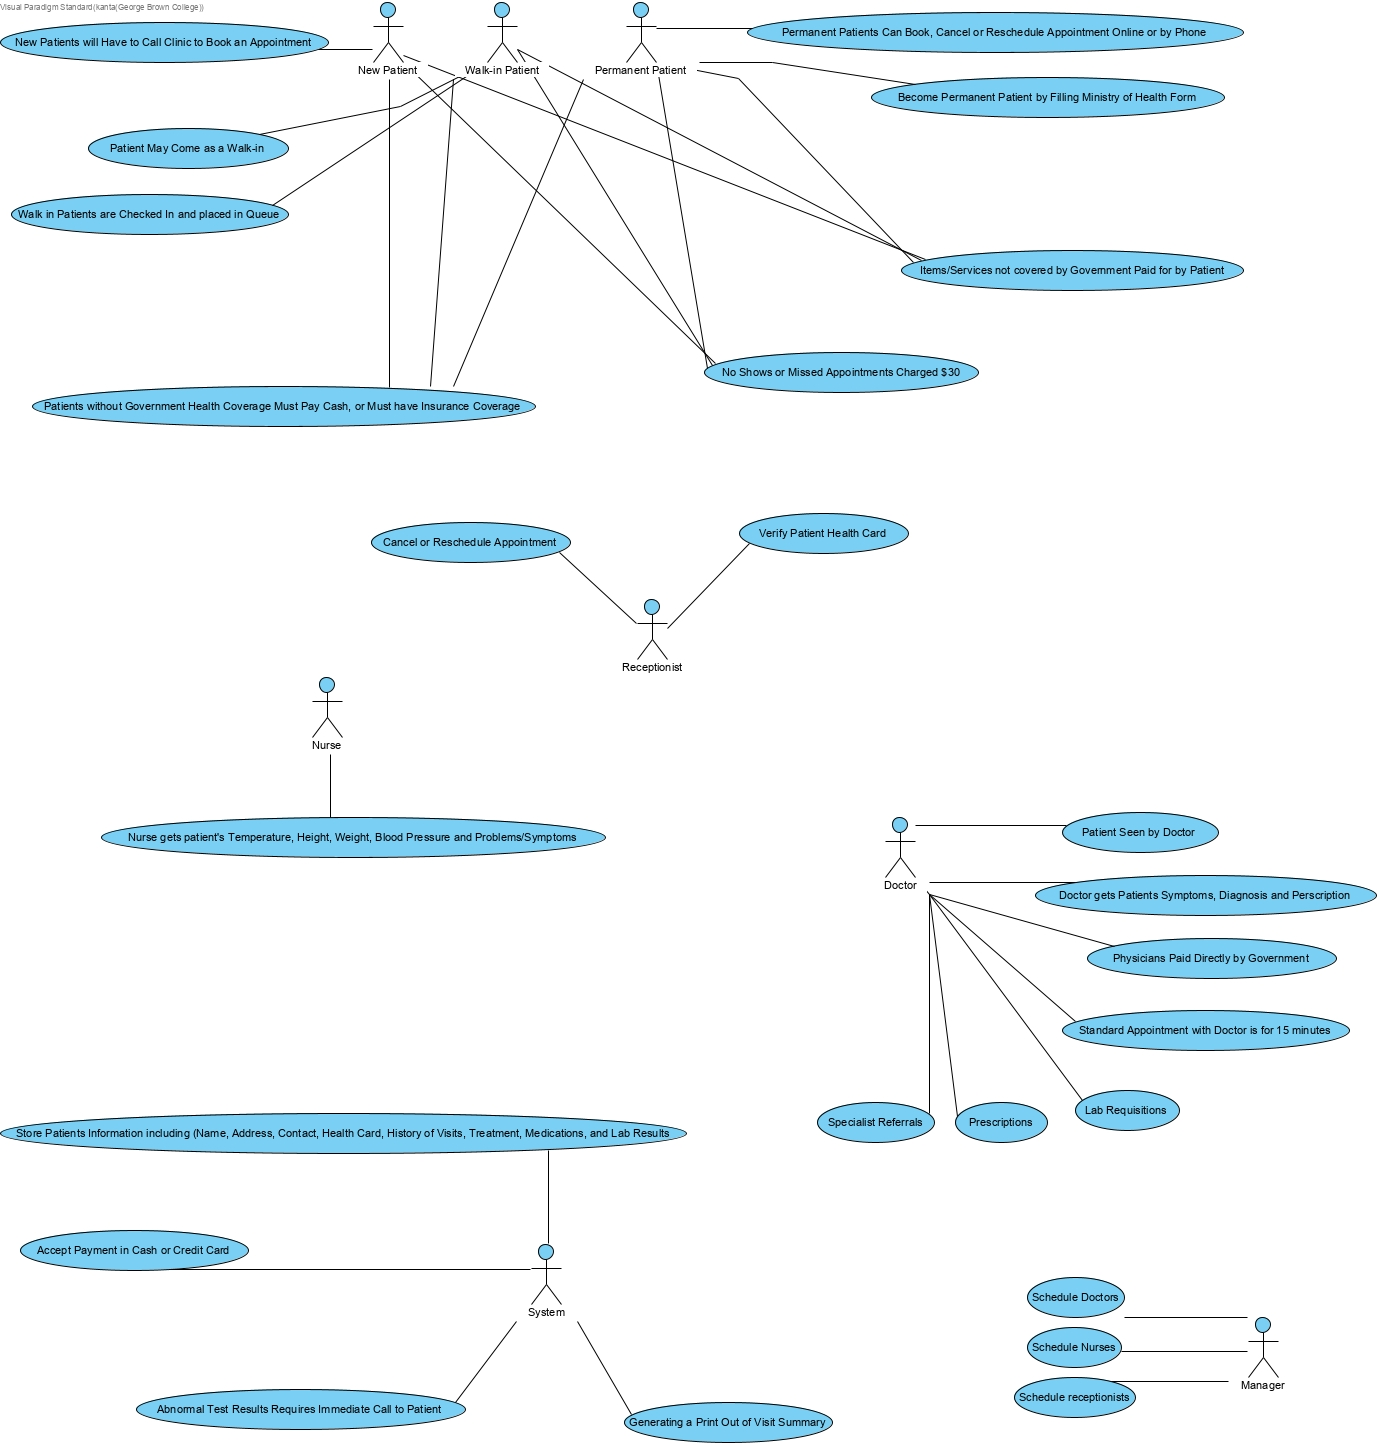 Visual Paradigm Standard(kanta(George Brown College))
New Patients will Have to Call Clinic to Book an Appointment
New Patient
Walk-in Patient
Permanent Patient
Permanent Patients Can Book, Cancel or Reschedule Appointment Online or by Phone
Become Permanent Patient by Filling Ministry of Health Form
Patient May Come as a Walk-in
Walk in Patients are Checked In and placed in Queue
Items/Services not covered by Government Paid for by Patient
No Shows or Missed Appointments Charged $30
Patients without Government Health Coverage Must Pay Cash, or Must have Insurance Coverage
Cancel or Reschedule Appointment
Verify Patient Health Card
Receptionist
Nurse
Nurse gets patient's Temperature, Height, Weight, Blood Pressure and Problems/Symptoms
Doctor
Patient Seen by Doctor
Doctor gets Patients Symptoms, Diagnosis and Perscription
Physicians Paid Directly by Government
Standard Appointment with Doctor is for 15 minutes
Lab Requisitions
Specialist Referrals
Prescriptions
Store Patients Information including (Name, Address, Contact, Health Card, History of Visits, Treatment, Medications, and Lab Results
Accept Payment in Cash or Credit Card
System
Abnormal Test Results Requires Immediate Call to Patient
Generating a Print Out of Visit Summary
Schedule Doctors
Schedule Nurses
Schedule receptionists
Manager